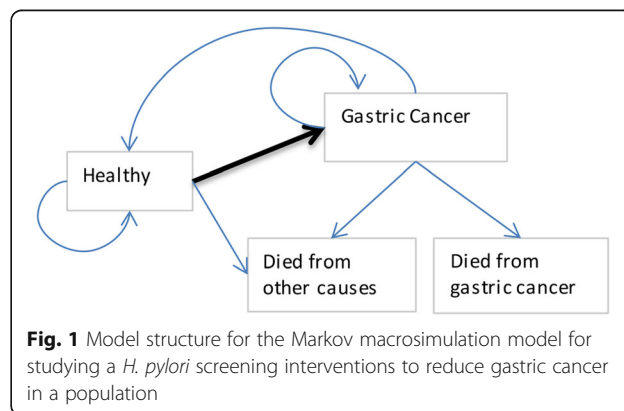 Gastric Cancer
Healthy
Died from
other causes
Died from
gastric cancer
Fig. 1 Model structure for the Markov macrosimulation model for
studying a H. pylori screening interventions to reduce gastric cancer
in a population